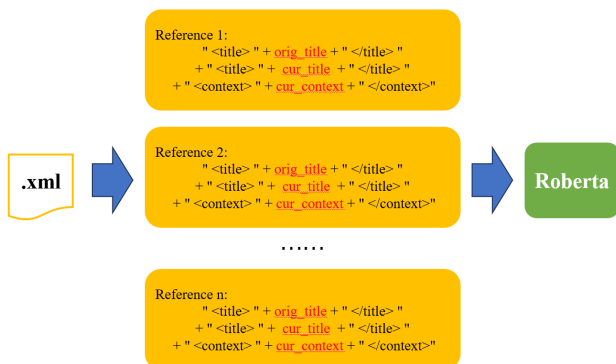 Reference 1:
" <title> " + orig_title + " </title> "
+ " <title> " + cur_title + " </title> "
+ " <context> " + cur_context + " </context>"
.xml
Reference 2:
" <title> " + orig_title + " </title> "
+ " <title> " + cur_title + " </title> "
+ " <context> " + cur_context + " </context>"
Roberta
......
Reference n:
" <title> " + orig_title + " </title> "
+ " <title> " + cur_title + " </title> "
+ " <context> " + cur_context + " </context>"